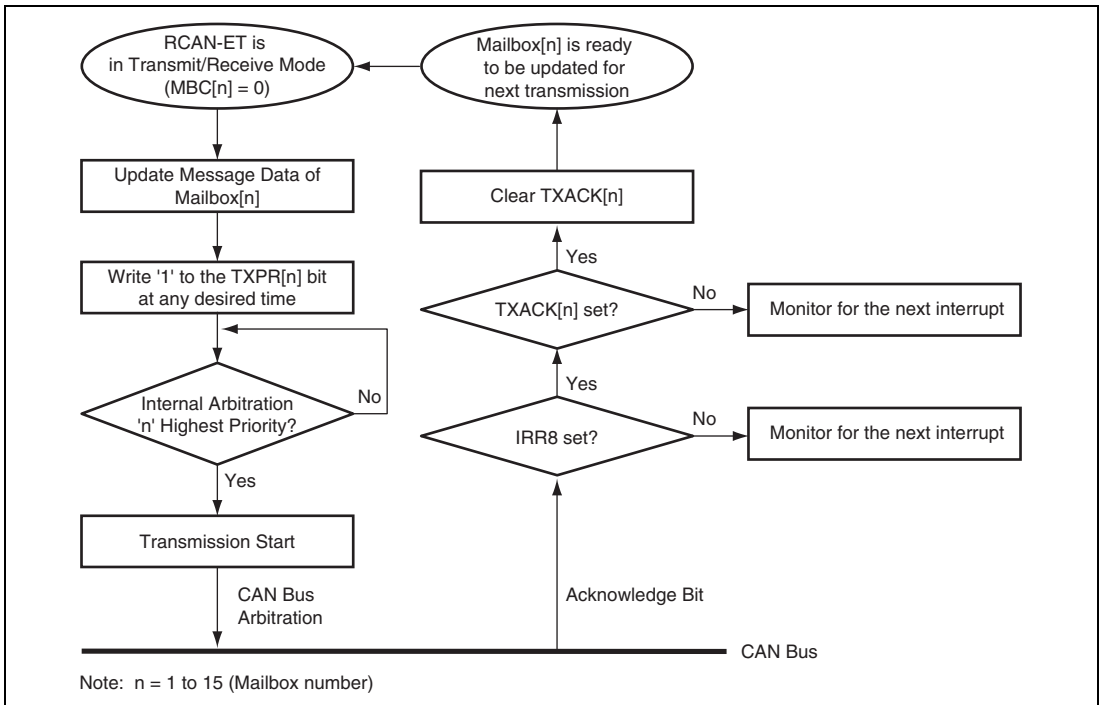 RCAN-ET is
in Transmit/Receive Mode
(MBC[n] = 0)
Update Message Data of
Mailbox[n]
Write '1' to the TXPR[n] bit
at any desired time
Internal Arbitration
'n' Highest Priority?
No
Yes
Transmission Start
CAN Bus
Arbitration
Mailbox[n] is ready
to be updated for
next transmission
Clear TXACK[n]
Yes
TXACK[n] set?
No
Monitor for the next interrupt
Yes
IRR8 set?
No
Monitor for the next interrupt
Acknowledge Bit
CAN Bus
Note: n = 1 to 15 (Mailbox number)